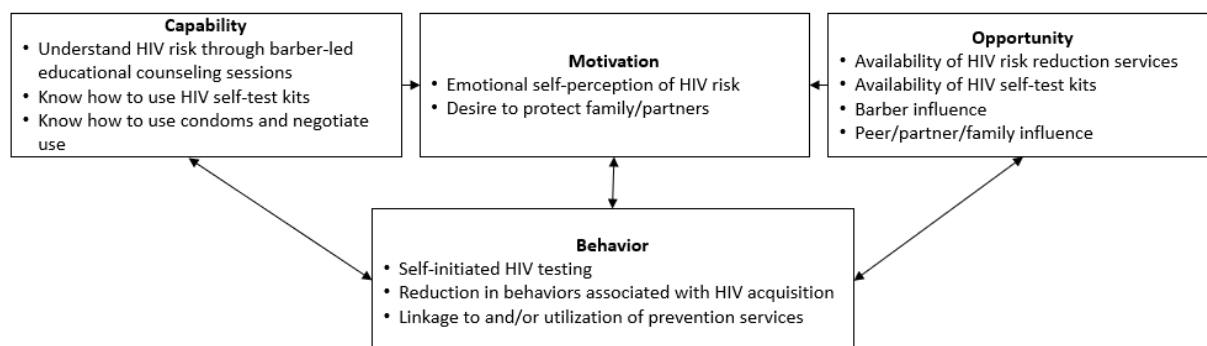 Capability
• Understand HIV risk through barber-led
educational counseling sessions
• Know how to use HIV self-test kits
• Know how to use condoms and negotiate
use
Motivation
• Emotional self-perception of HIV risk
• Desire to protect family/partners
Opportunity
• Availability of HIV risk reduction services
• Availability of HIV self-test kits
• Barber influence
• Peer/partner/family influence
Behavior
• Self-initiated HIV testing
• Reduction in behaviors associated with HIV acquisition
• Linkage to and/or utilization of prevention services